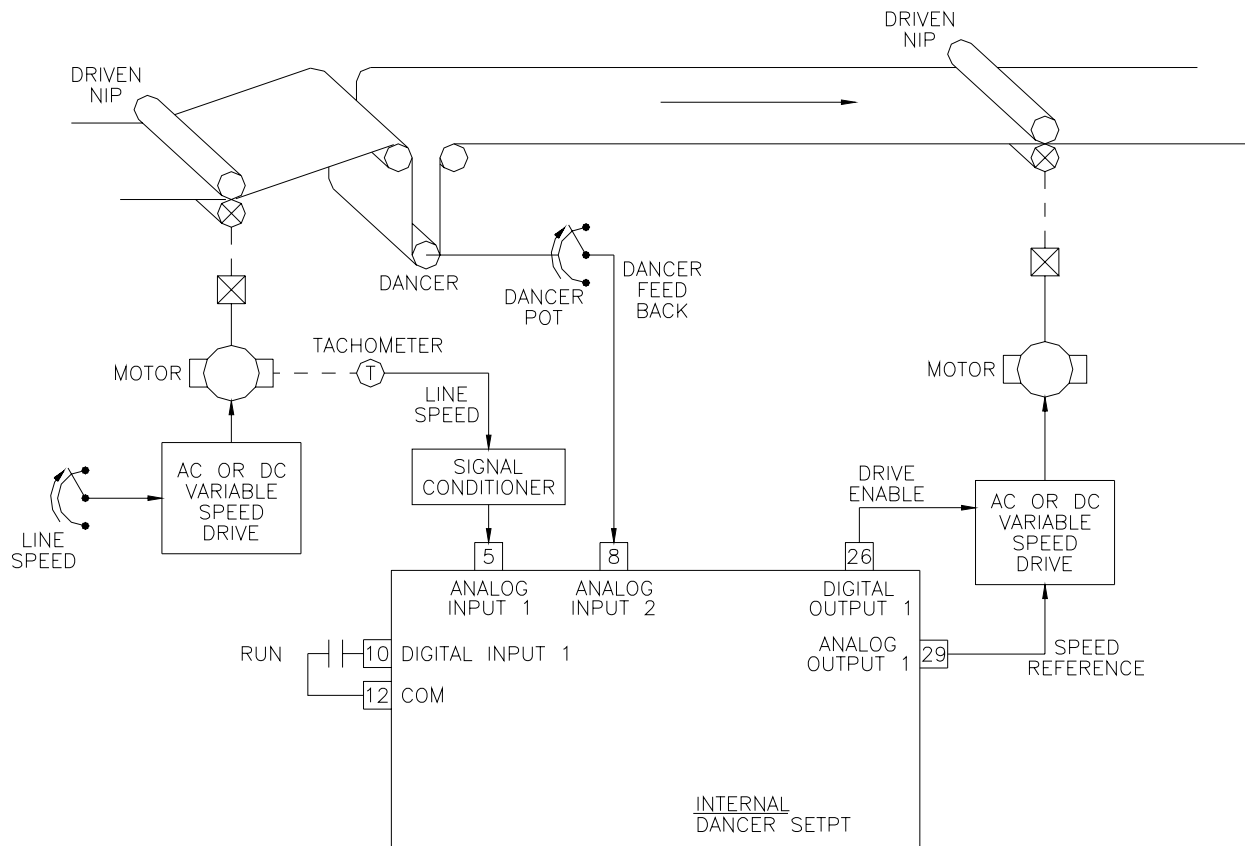 DRIVEN
NIP
DRIVEN
NIP
DANCER
DANCER
POT
DANCER
FEED
BACK
TACHOMETER
MOTOR
T
LINE
SPEED
MOTOR
AC OR DC
VARIABLE
SPEED
DRIVE
LINE
SPEED
SIGNAL
CONDITIONER
DRIVE
ENABLE
AC OR DC
VARIABLE
SPEED
DRIVE
5
8
26
ANALOG
INPUT 1
ANALOG
INPUT 2
DIGITAL
OUTPUT 1
RUN
10
DIGITAL INPUT 1
ANALOG
OUTPUT 1
29
SPEED
REFERENCE
12
COM
INTERNAL
DANCER SETPT